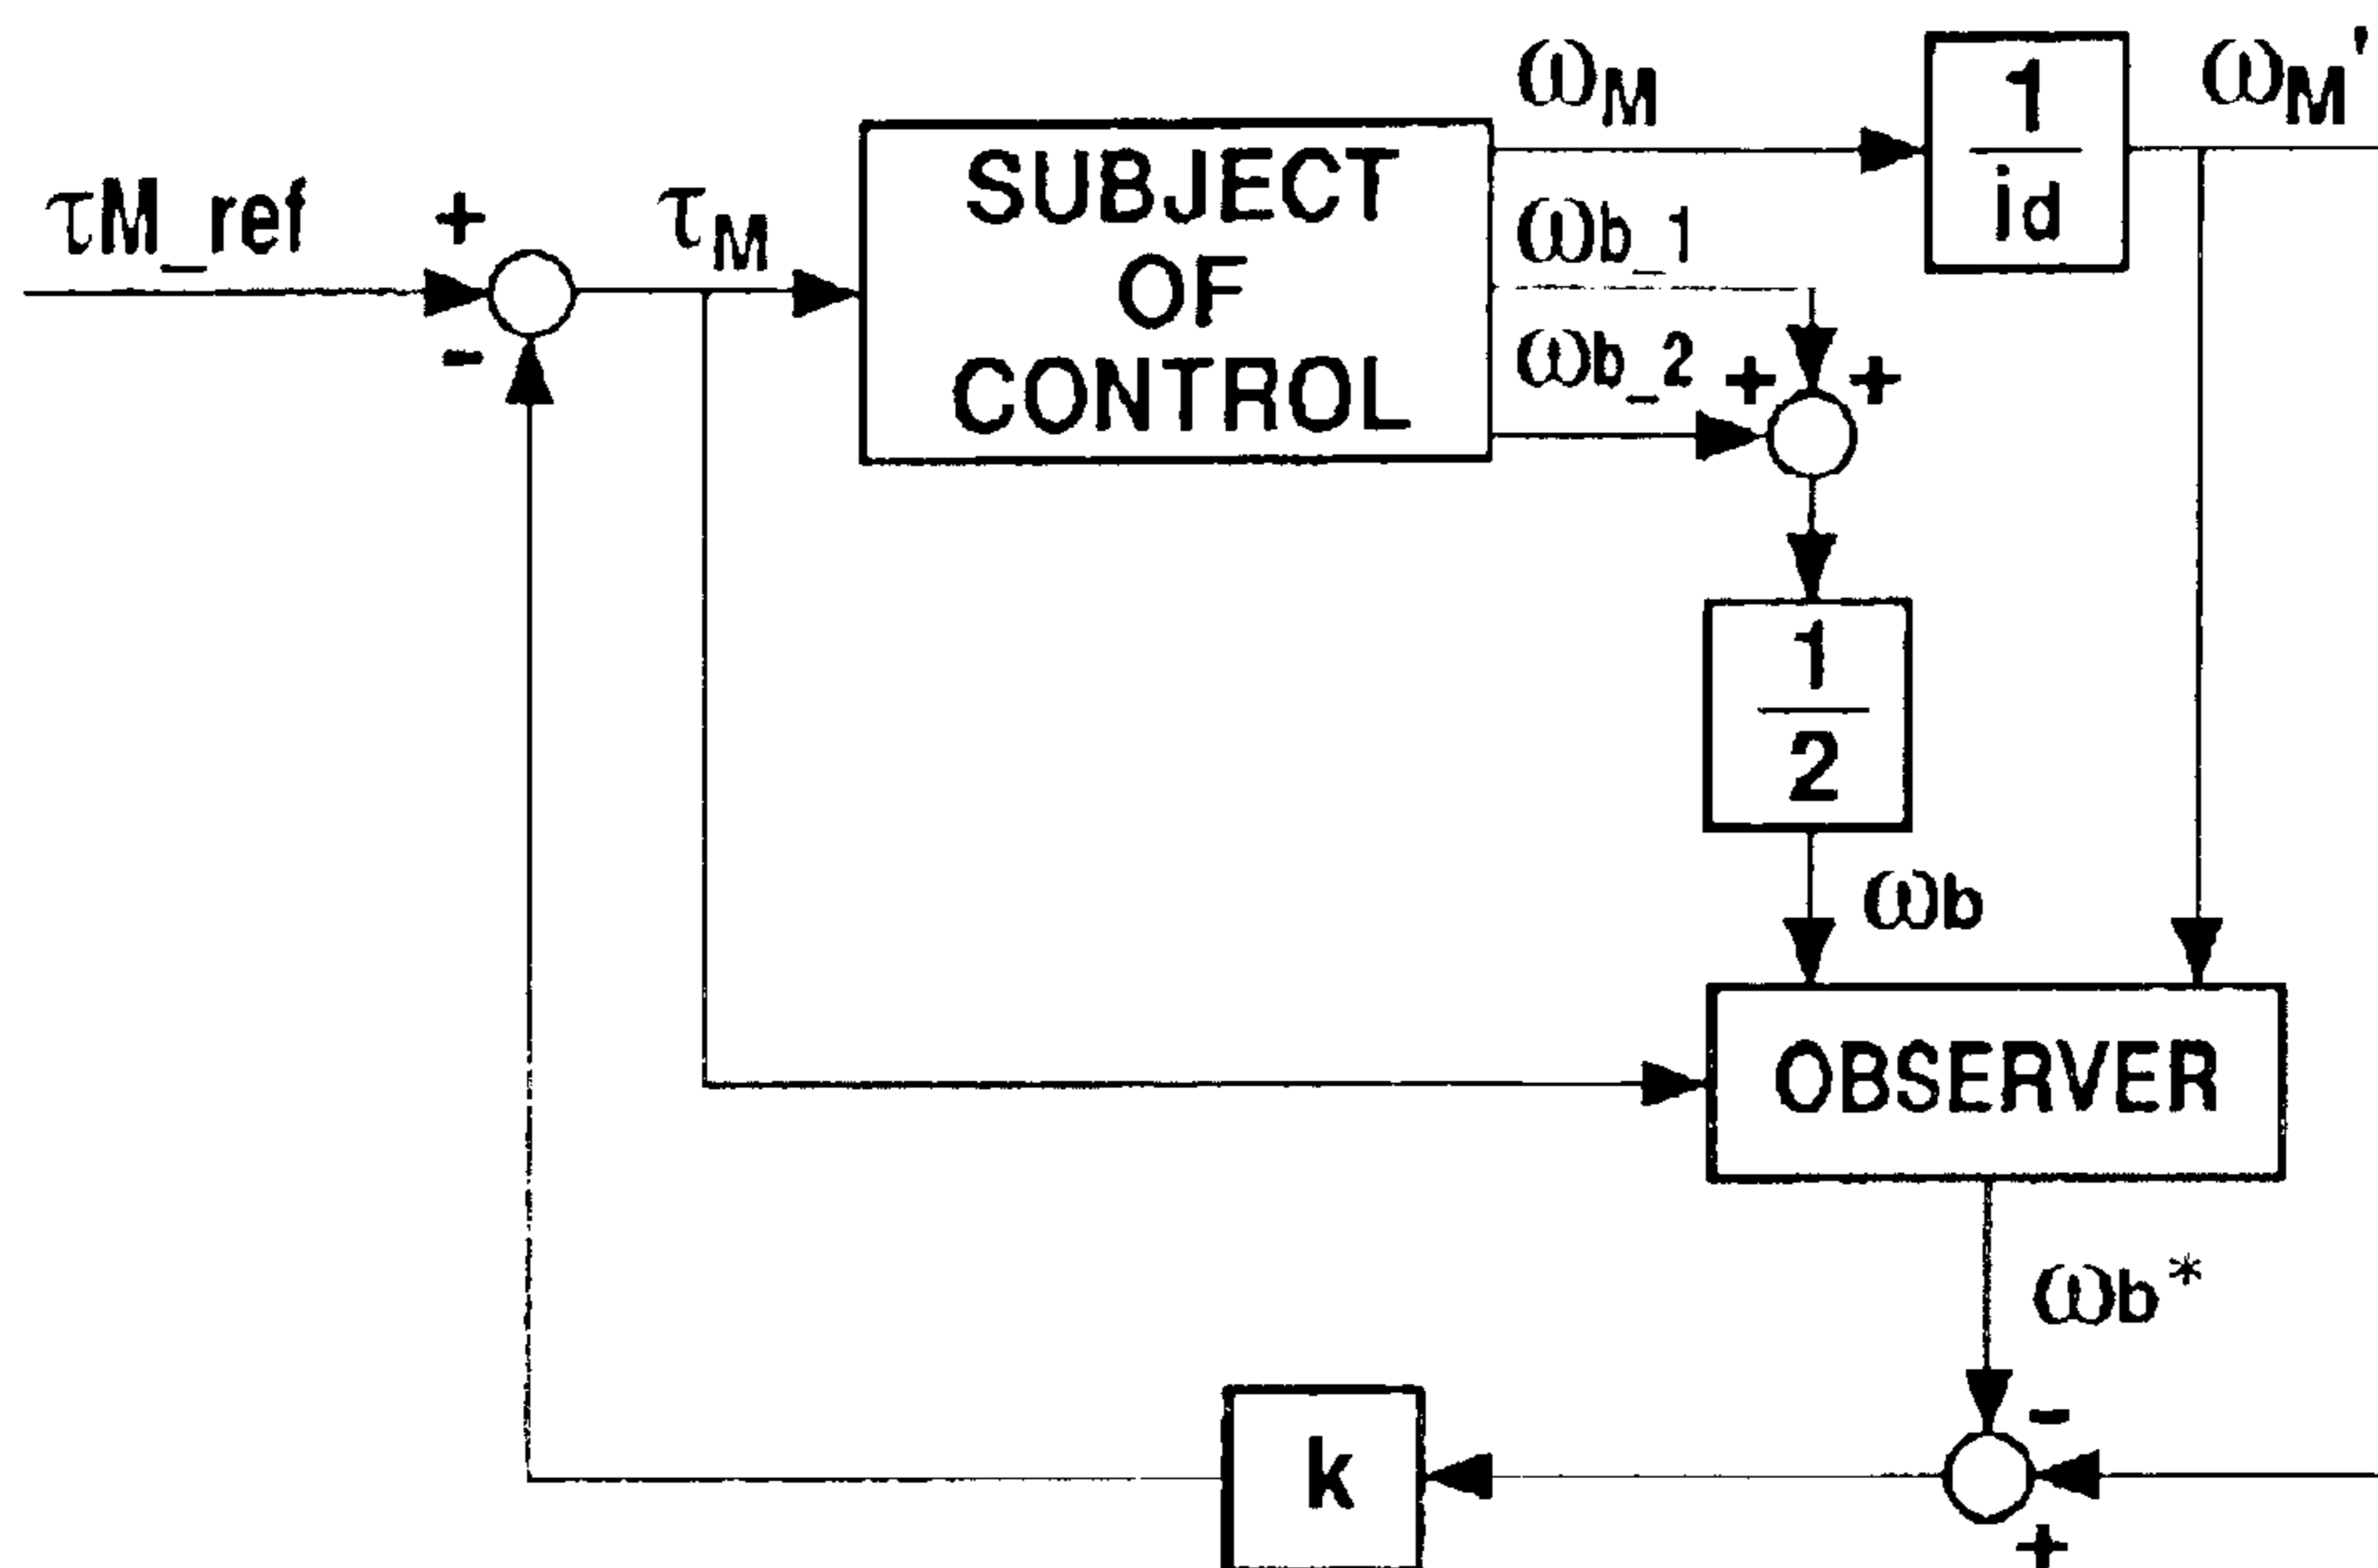 ωM
1
id
ωM'
τM_ref
+
-
τM
SUBJECT
OF
CONTROL
ωb_1
ωb_2
+
+
1
2
ωb
OBSERVER
ωb*
-
+
k